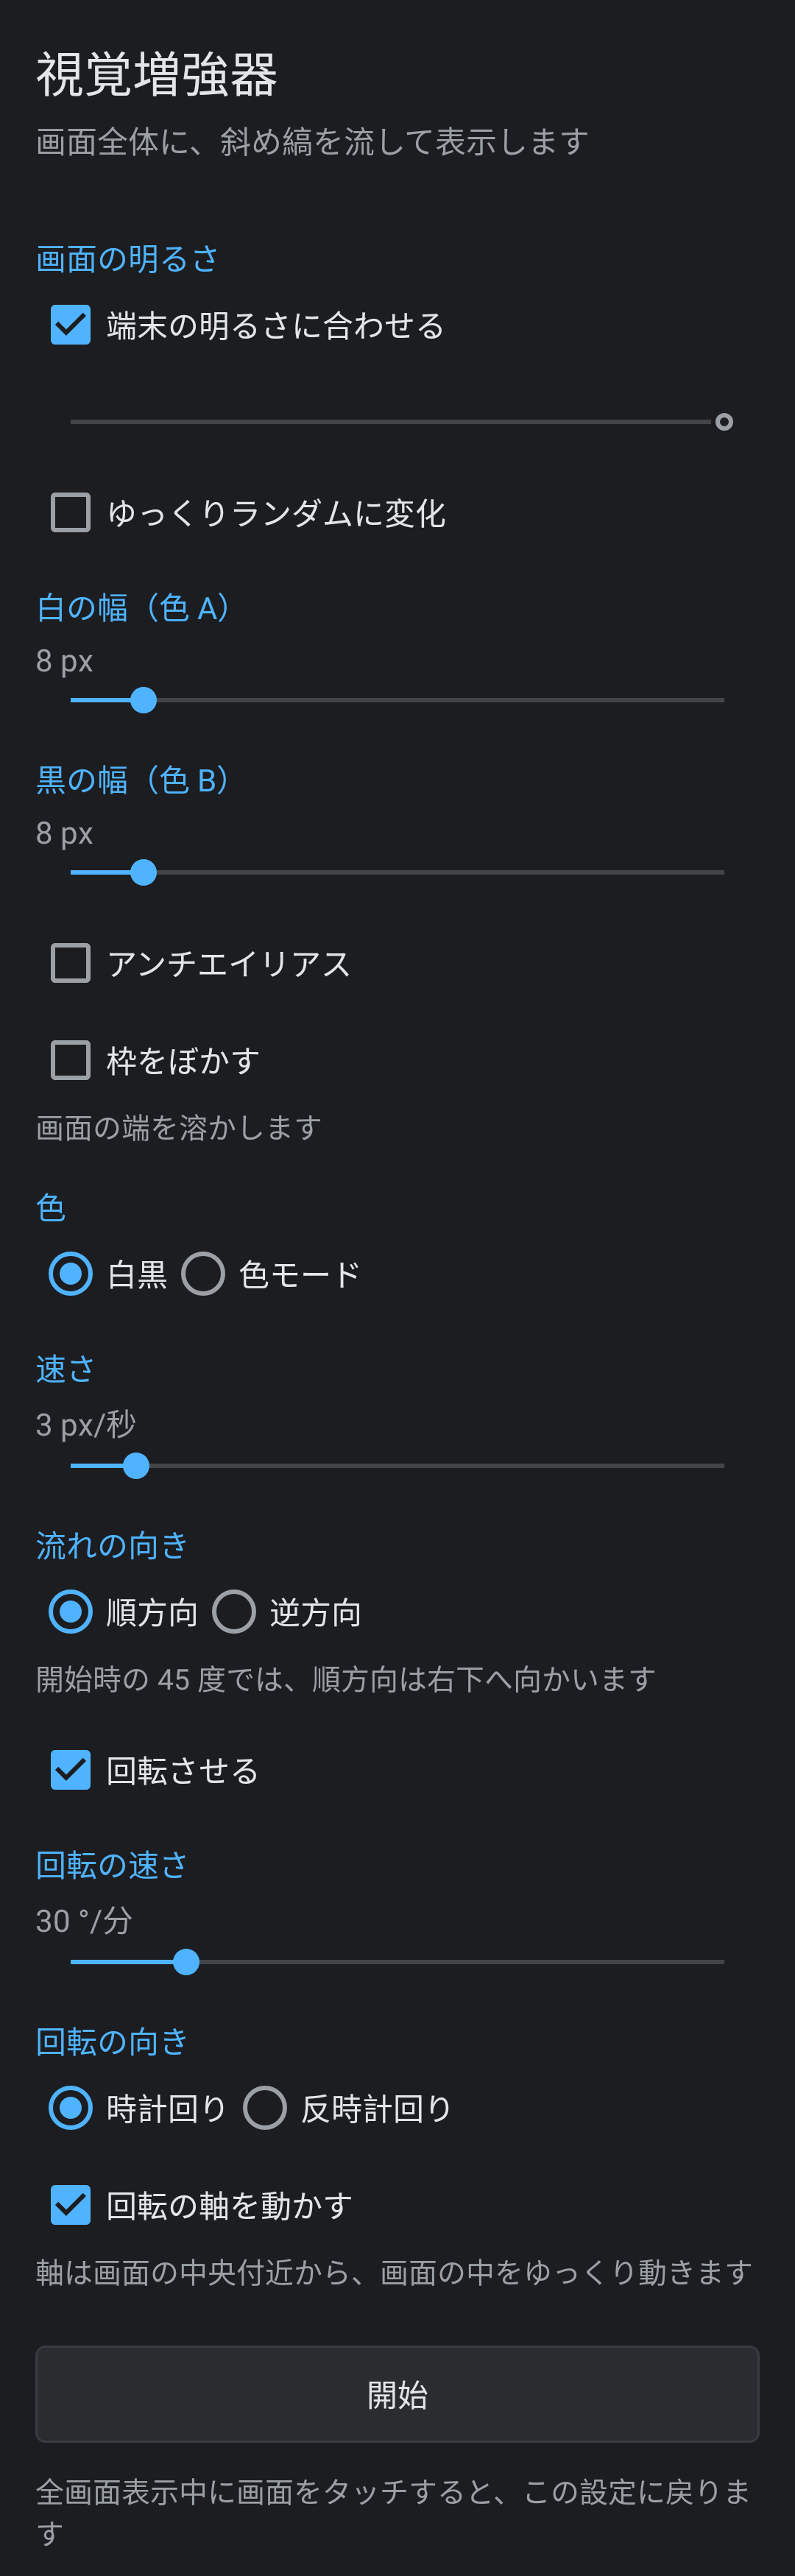 視覚増強器
画面全体に、斜め縞を流して表示します
画面の明るさ
端末の明るさに合わせる
ゆっくりランダムに変化
白の幅（色 A）
8 px
黒の幅（色 B）
8 px
アンチエイリアス
枠をぼかす
画面の端を溶かします
色
白黒 色モード
速さ
3 px/秒
流れの向き
順方向 逆方向
開始時の 45 度では、順方向は右下へ向かいます
回転させる
回転の速さ
30 °/分
回転の向き
時計回り 反時計回り
回転の軸を動かす
軸は画面の中央付近から、画面の中をゆっくり動きます
開始
全画面表示中に画面をタッチすると、この設定に戻りま
す